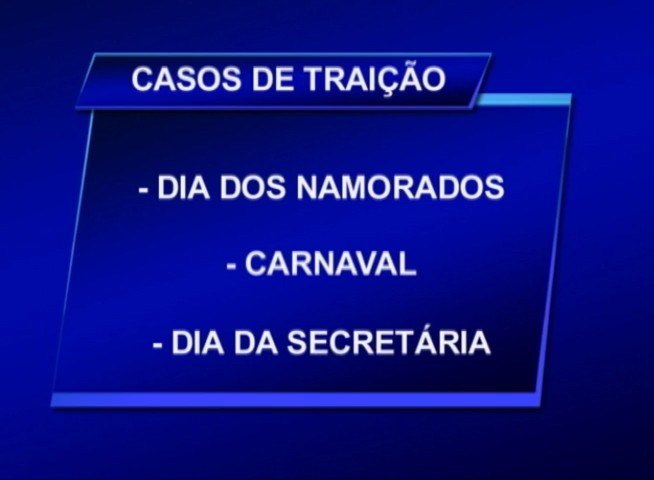 CASOS DE TRAIÇÃO
- DIA DOS NAMORADOS
- CARNAVAL
- DIA DA SECRETÁRIA